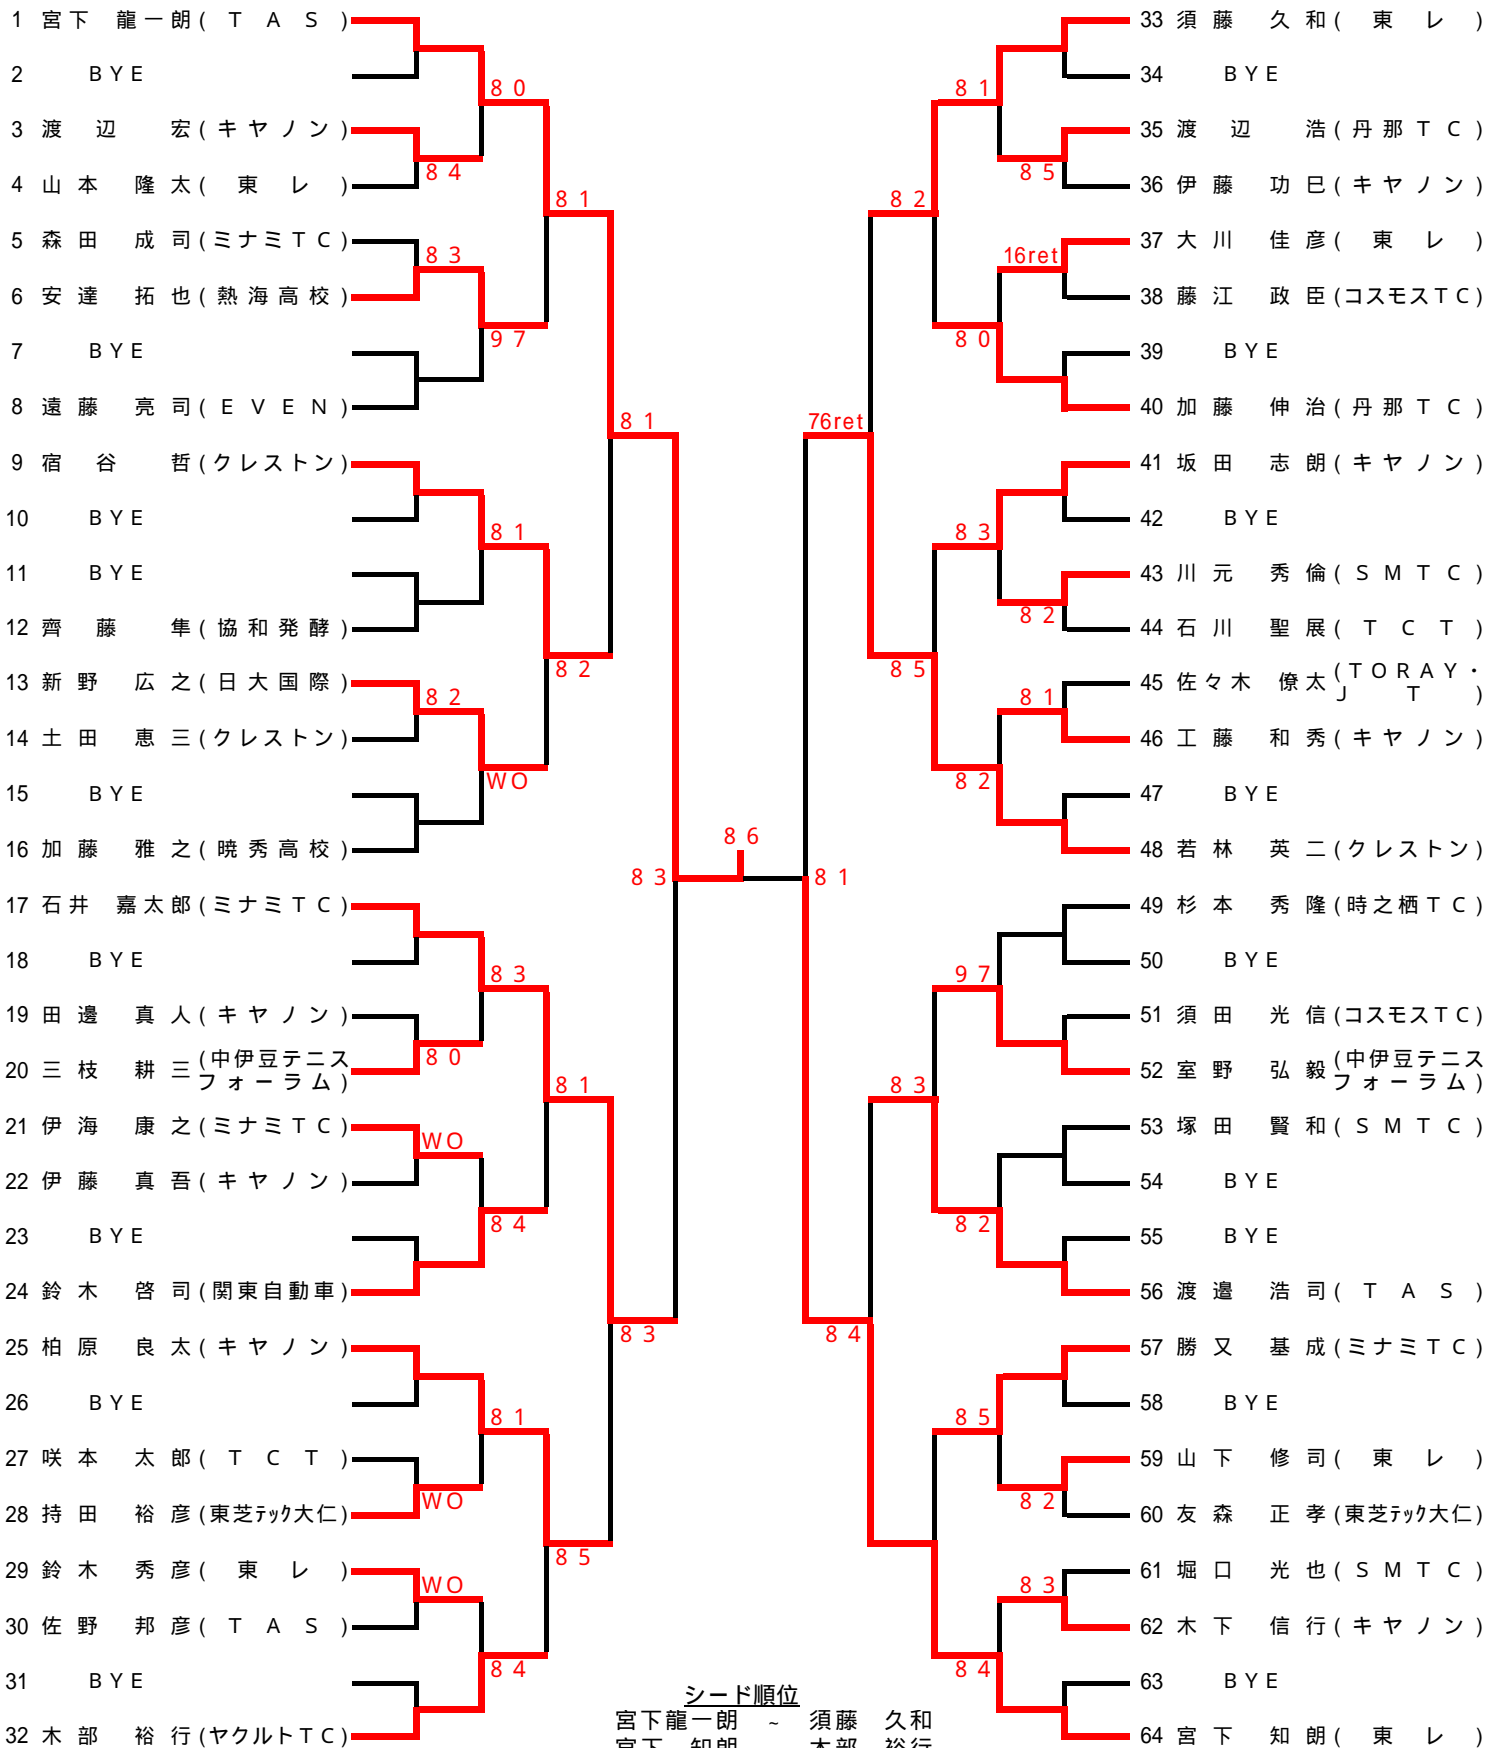 1 宮下 龍一朗(TAS)
2 BYE
80
3 渡辺 宏(キヤノン)
84
4 山本 隆太(東レ)
81
5 森田 成司(ミナミTC)
83
6 安達 拓也(熱海高校)
97
7 BYE
8 遠藤 亮司(EVEN)
81
9 宿谷 哲(クレストン)
10 BYE
81
11 BYE
12 齊藤 隼(協和発酵)
82
13 新野 広之(日大国際)
82
14 土田 恵三(クレストン)
WO
15 BYE
16 加藤 雅之(暁秀高校)
83
17 石井 嘉太郎(ミナミTC)
18 BYE
83
19 田邊 真人(キヤノン)
80
20 三枝 耕三(中伊豆テニス
フォーラム)
81
21 伊海 康之(ミナミTC)
WO
22 伊藤 真吾(キヤノン)
84
23 BYE
24 鈴木 啓司(関東自動車)
83
25 柏原 良太(キヤノン)
26 BYE
81
27 咲本 太郎(TCT)
WO
28 持田 裕彦(東芝テック大仁)
85
29 鈴木 秀彦(東レ)
WO
30 佐野 邦彦(TAS)
84
31 BYE
32 木部 裕行(ヤクルトTC)
86
33 須藤 久和(東レ)
34 BYE
81
35 渡辺 浩(丹那TC)
85
36 伊藤 功巳(キヤノン)
82
37 大川 佳彦(東レ)
16ret
38 藤江 政臣(コスモスTC)
80
39 BYE
40 加藤 伸治(丹那TC)
76ret
41 坂田 志朗(キヤノン)
42 BYE
83
43 川元 秀倫(SMTC)
82
44 石川 聖展(TCT)
85
45 佐々木 僚太(TORAY・
JT)
81
46 工藤 和秀(キヤノン)
82
47 BYE
48 若林 英二(クレストン)
81
49 杉本 秀隆(時之栖TC)
50 BYE
97
51 須田 光信(コスモスTC)
52 室野 弘毅(中伊豆テニス
フォーラム)
83
53 塚田 賢和(SMTC)
54 BYE
82
55 BYE
56 渡邉 浩司(TAS)
84
57 勝又 基成(ミナミTC)
58 BYE
85
59 山下 修司(東レ)
82
60 友森 正孝(東芝テック大仁)
61 堀口 光也(SMTC)
83
62 木下 信行(キヤノン)
84
63 BYE
64 宮下 知朗(東レ)
シード順位
宮下龍一朗 ~ 須藤 久和
宮下 知朗 木部 裕行